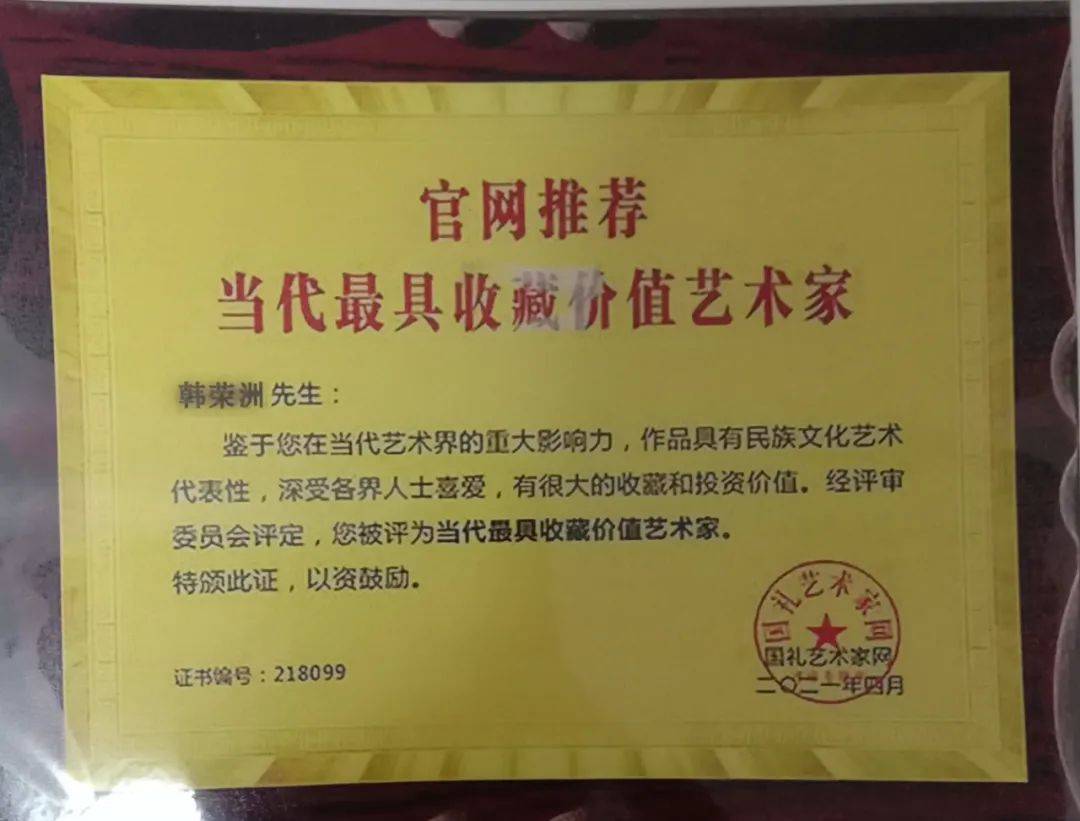 官网推荐
当代最具收藏价值艺术家
韩荣洲 先生：
鉴于您在当代艺术界的重大影响力，作品具有民族文化艺术
代表性，深受各界人士喜爱，有很大的收藏和投资价值。经评审
委员会评定，您被评为当代最具收藏价值艺术家。
特颁此证，以资鼓励。
国礼艺术家网
国礼艺术家网
二〇二一年四月
证书编号：218099